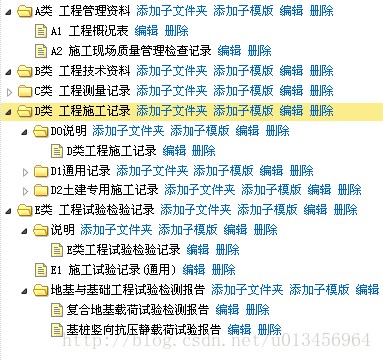 A类 工程管理资料 添加子文件夹 添加子模版 编辑 删除
A1 工程概况表 编辑 删除
A2 施工现场质量管理检查记录 编辑 删除
B类 工程技术资料 添加子文件夹 添加子模版 编辑 删除
C类 工程测量记录 添加子文件夹 添加子模版 编辑 删除
D类 工程施工记录 添加子文件夹 添加子模版 编辑 删除
D0说明 添加子文件夹 添加子模版 编辑 删除
D类工程施工记录 编辑 删除
D1通用记录 添加子文件夹 添加子模版 编辑 删除
D2土建专用施工记录 添加子文件夹 添加子模版 编辑 删除
E类 工程试验检验记录 添加子文件夹 添加子模版 编辑 删除
说明 添加子文件夹 添加子模版 编辑 删除
E类工程试验检验记录 编辑 删除
E1 施工试验记录(通用) 编辑 删除
地基与基础工程试验检测报告 添加子文件夹 添加子模版 编辑 删除
复合地基载荷试验检测报告 编辑 删除
基桩竖向抗压静载荷试验报告 编辑 删除
http://blog.csdn.net/u013456964